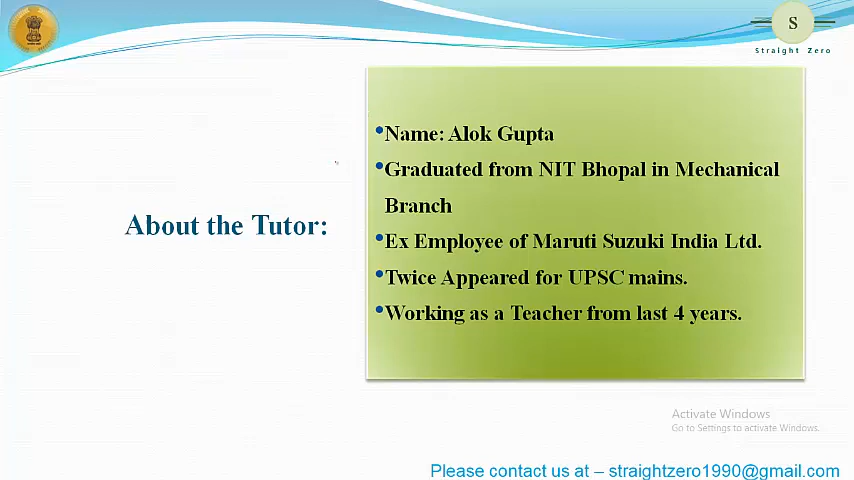 S
Straight Zero
•Name: Alok Gupta
•Graduated from NIT Bhopal in Mechanical
Branch
About the Tutor:
•Ex Employee of Maruti Suzuki India Ltd.
•Twice Appeared for UPSC mains.
•Working as a Teacher from last 4 years.
Activate Windows
Go to Settings to activate Windows.
Please contact us at – straightzero1990@gmail.com